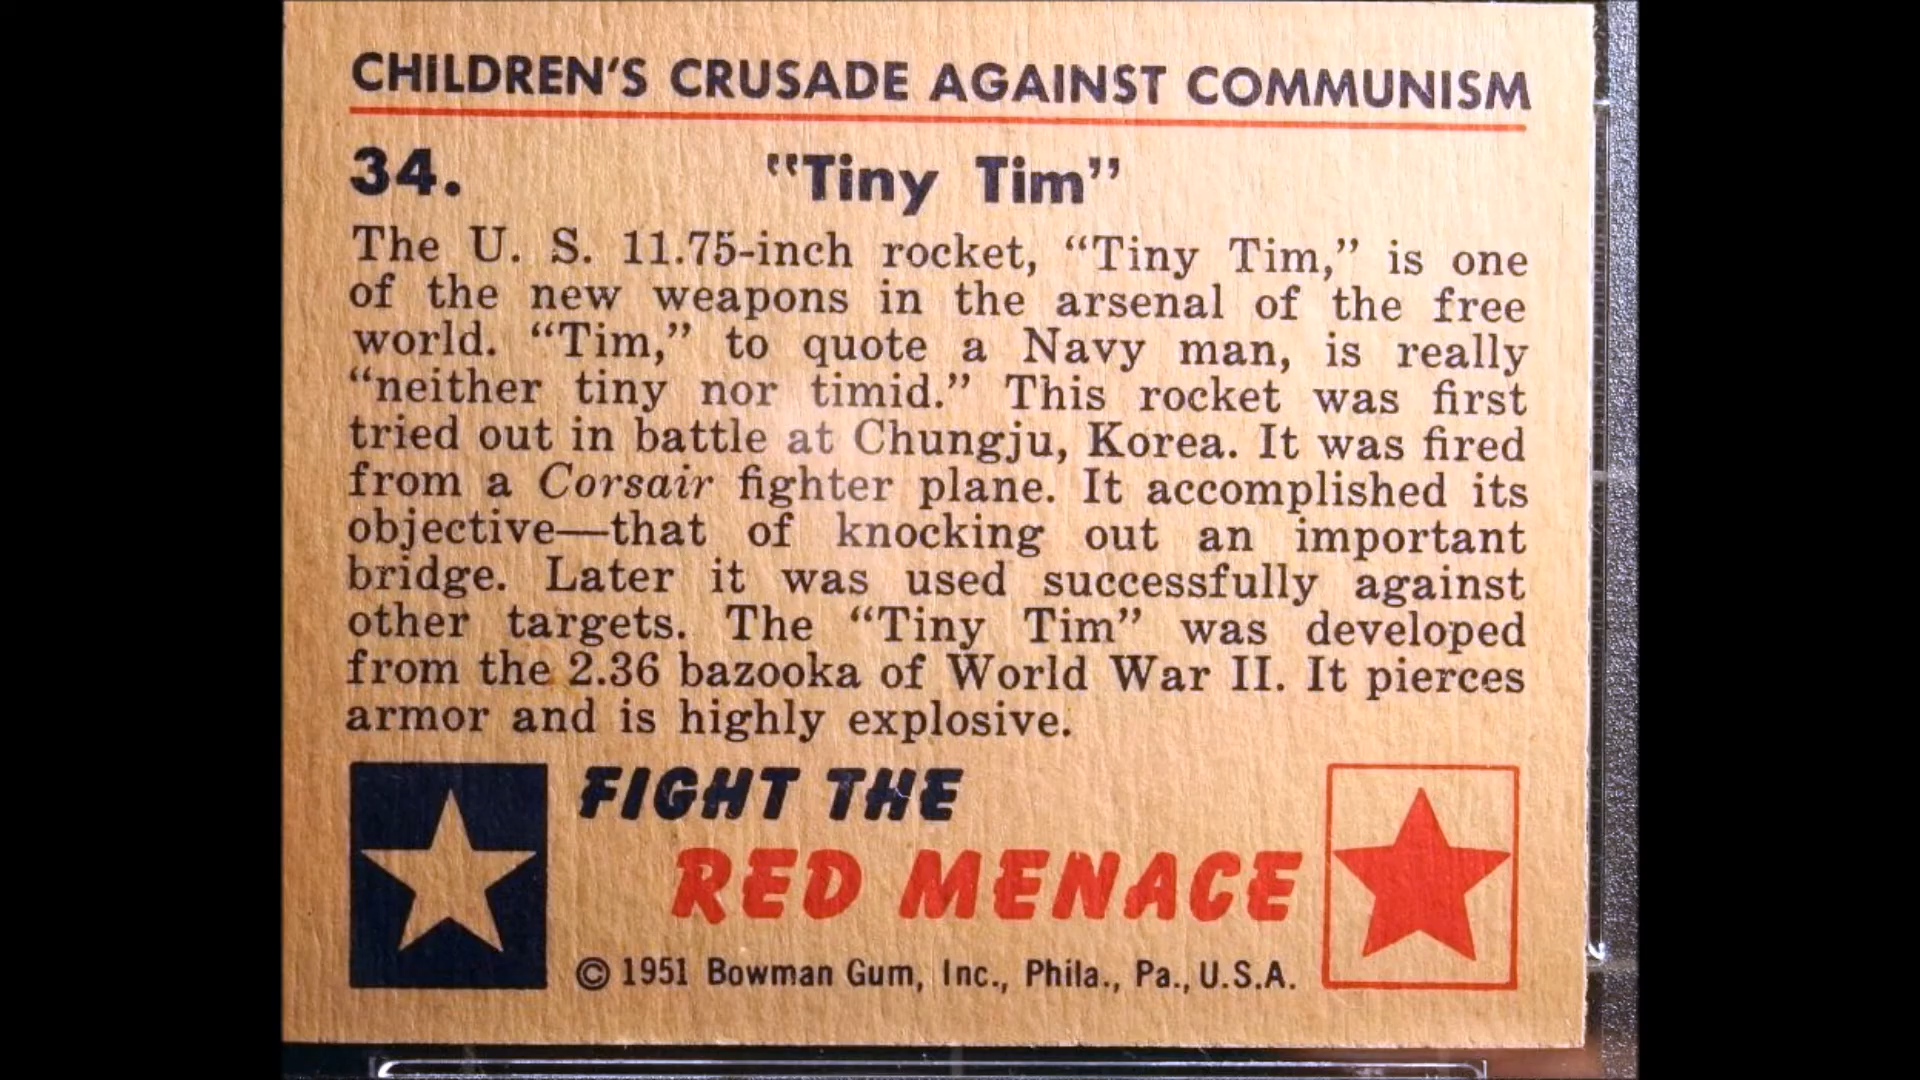 CHILDREN'S CRUSADE AGAINST COMMUNISM
34. "Tiny Tim"
The U. S. 11.75-inch rocket, "Tiny Tim," is one
of the new weapons in the arsenal of the free
world. "Tim," to quote a Navy man, is really
"neither tiny nor timid." This rocket was first
tried out in battle at Chungju, Korea. It was fired
from a Corsair fighter plane. It accomplished its
objective—that of knocking out an important
bridge. Later it was used successfully against
other targets. The "Tiny Tim" was developed
from the 2.36 bazooka of World War II. It pierces
armor and is highly explosive.
FIGHT THE
RED MENACE
© 1951 Bowman Gum, Inc., Phila., Pa., U.S.A.